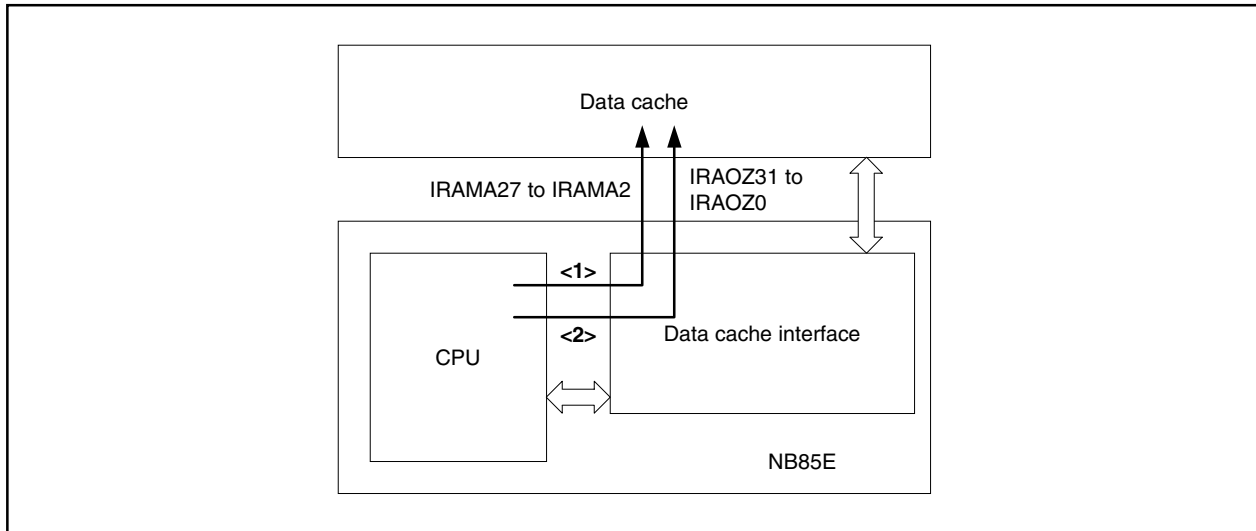 Data cache
IRAMA27 to IRAMA2
IRAOZ31 to
IRAOZ0
<1>
<2>
Data cache interface
CPU
NB85E